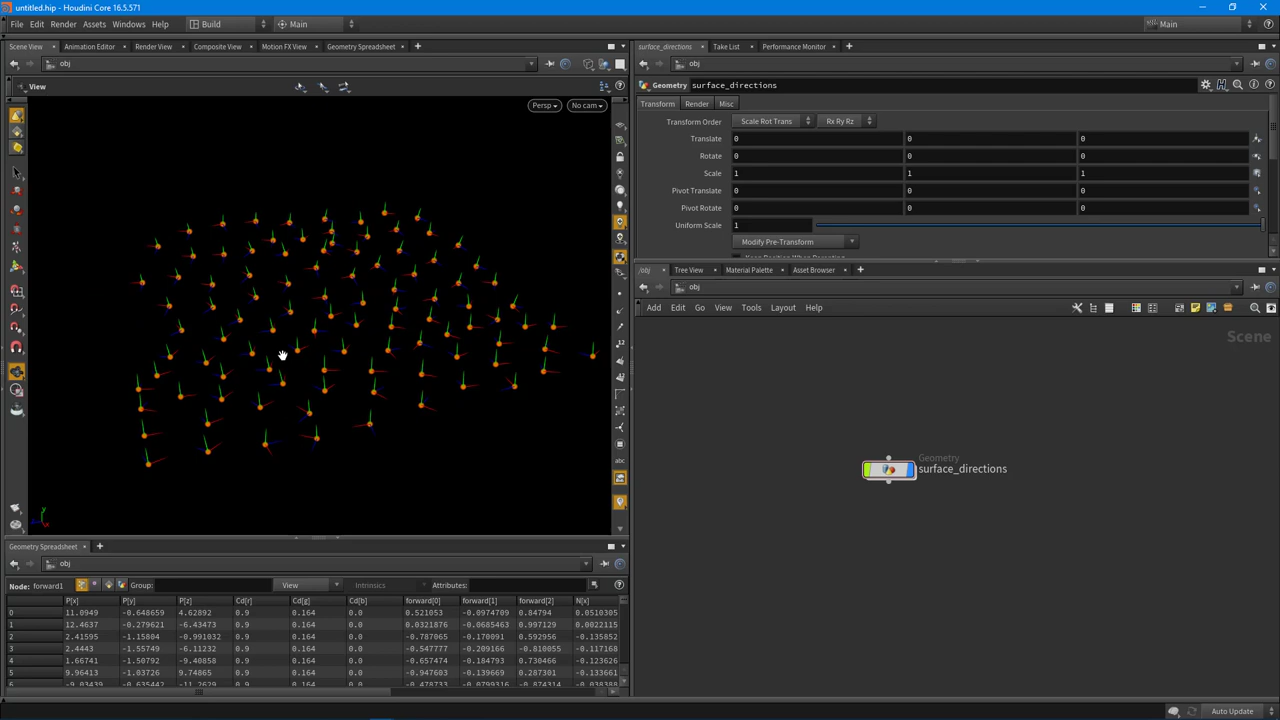 untitled.hip - Houdini Core 16.5.571
File Edit Render Assets Windows Help Build Main Main
Scene View Animation Editor Render View Composite View Motion FX View Geometry Spreadsheet
obj
View
Persp No cam
abc
surface_directions Take List Performance Monitor
obj
Geometry surface_directions
Transform Render Misc
Transform Order Scale Rot Trans Rx Ry Rz
Translate 0 0 0
Rotate 0 0 0
Scale 1 1 1
Pivot Translate 0 0 0
Pivot Rotate 0 0 0
Uniform Scale 1
Modify Pre-Transform
/obj Tree View Material Palette Asset Browser
obj
Add Edit Go View Tools Layout Help
Scene
Geometry
surface_directions
Geometry Spreadsheet
obj
Node: forward1 Group: View Intrinsics Attributes:
P[x] P[y] P[z] Cd[r] Cd[g] Cd[b] forward[0] forward[1] forward[2] N[x]
0 11.0949 -0.648659 4.62892 0.9 0.164 0.0 0.521053 -0.0974709 0.84794 0.0510305
1 12.4637 -0.279621 -6.43473 0.9 0.164 0.0 0.0321876 -0.0685463 0.997129 0.0022115
2 2.41595 -1.15804 -0.991032 0.9 0.164 0.0 -0.787065 -0.170091 0.592956 -0.135852
3 2.4443 -1.55749 -6.11232 0.9 0.164 0.0 -0.547777 -0.209166 -0.810055 -0.117168
4 1.66741 -1.50792 -9.40858 0.9 0.164 0.0 -0.657474 -0.184793 0.730466 -0.123626
5 9.96413 -1.03726 9.74865 0.9 0.164 0.0 -0.947603 -0.139669 0.287301 -0.133661
Auto Update